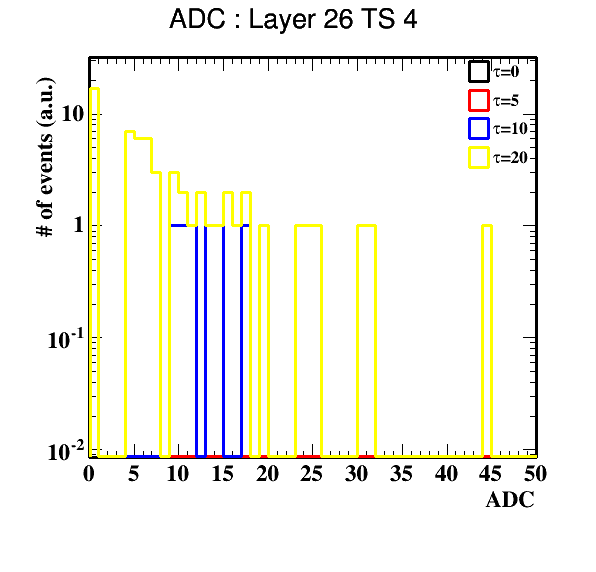 ADC : Layer 26 TS 4
# of events (a.u.)
10
1
10-1
10-2
τ=0
τ=5
τ=10
τ=20
0 5 10 15 20 25 30 35 40 45 50
ADC